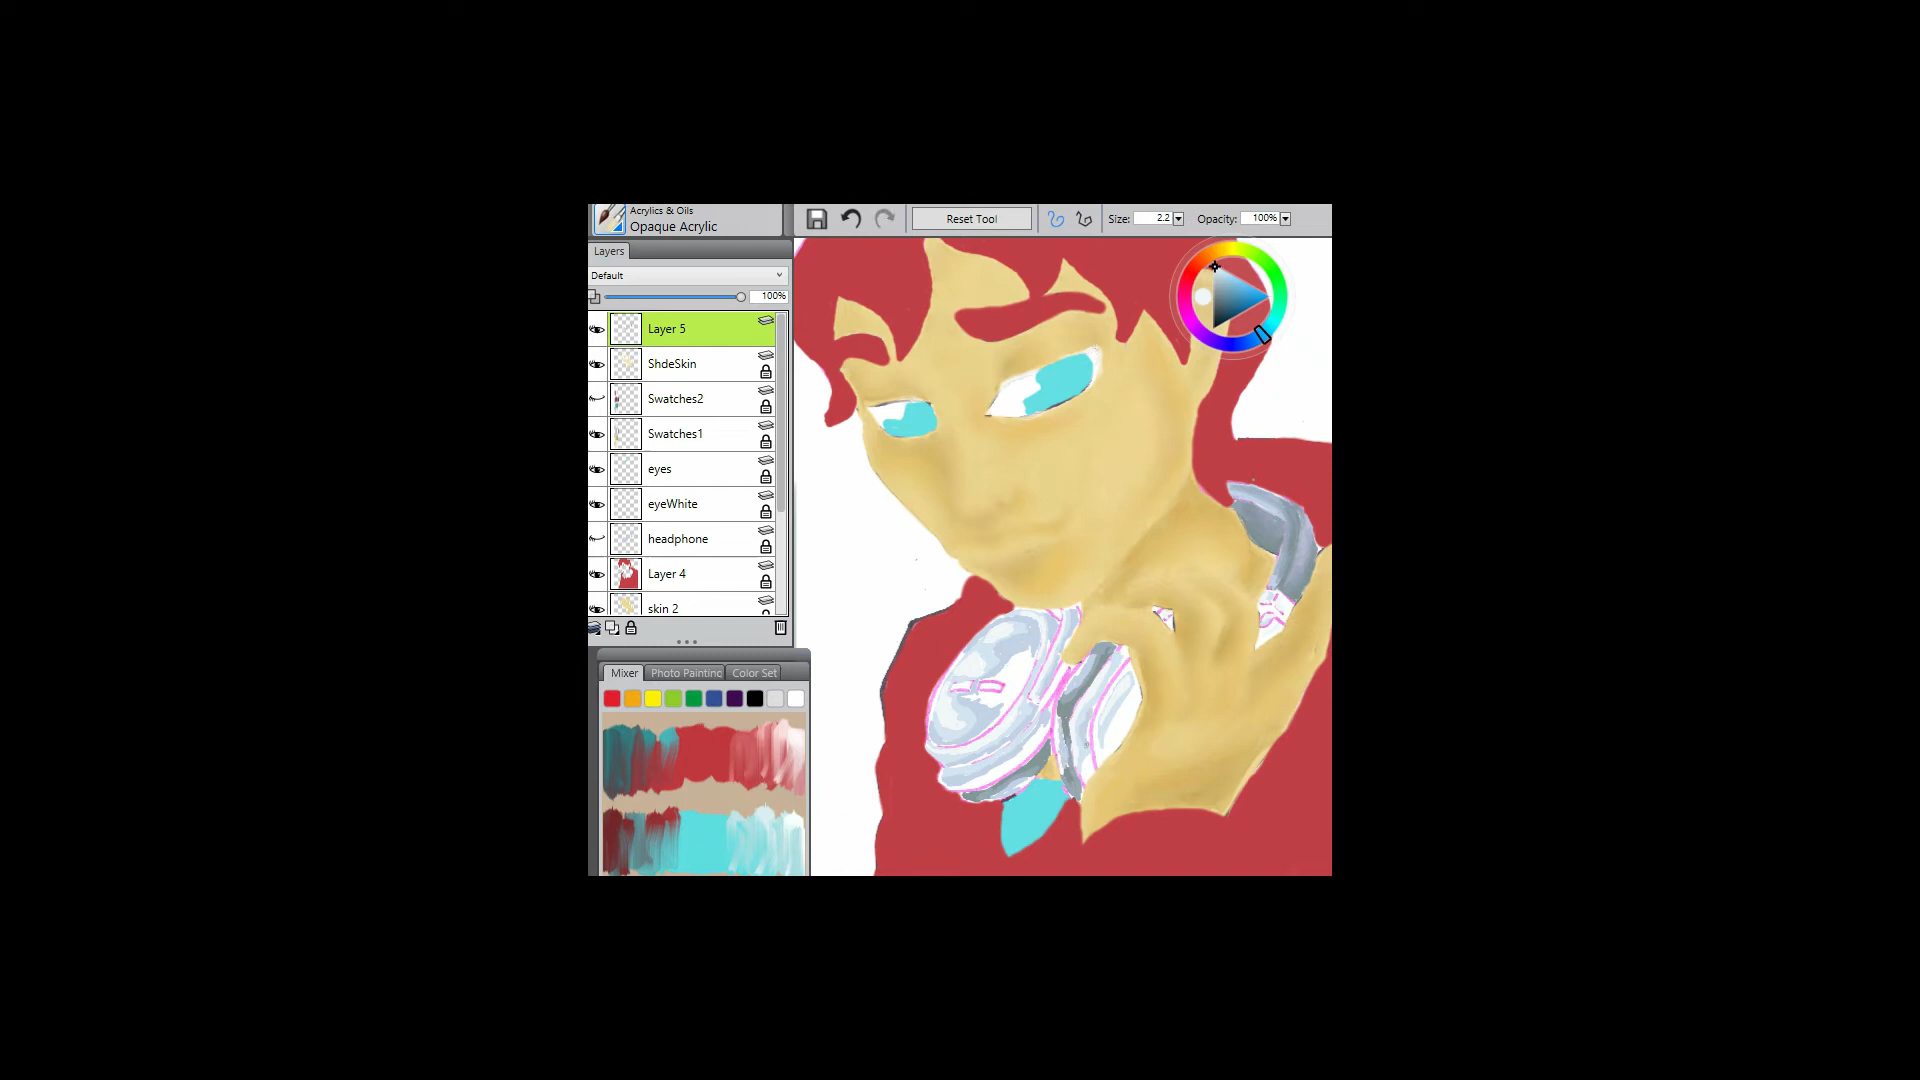 Acrylics & Oils
Opaque Acrylic
Reset Tool
Size: 2.2
Opacity: 100%
Layers
Default
100%
Layer 5
ShdeSkin
Swatches2
Swatches1
eyes
eyeWhite
headphone
Layer 4
skin 2
Mixer
Photo Painting
Color Set